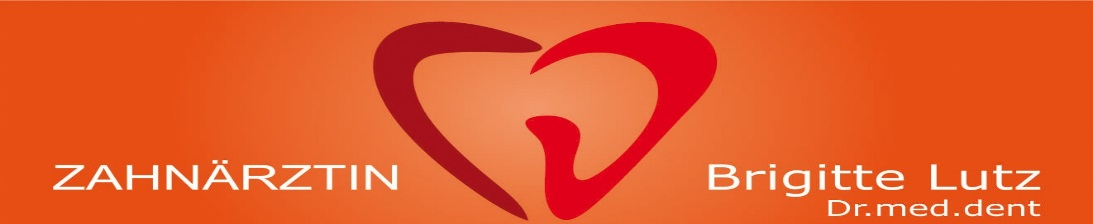 ZAHNÄRZTIN
Brigitte Lutz
Dr.med.dent